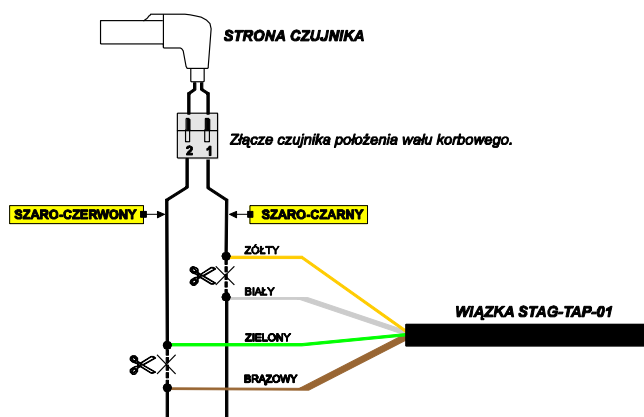 STRONA CZUJNIKA
2 1
Złącze czujnika położenia wału korbowego.
SZARO-CZERWONY
SZARO-CZARNY
ZÓŁTY
BIAŁY
WIĄZKA STAG-TAP-01
ZIELONY
BRĄZOWY